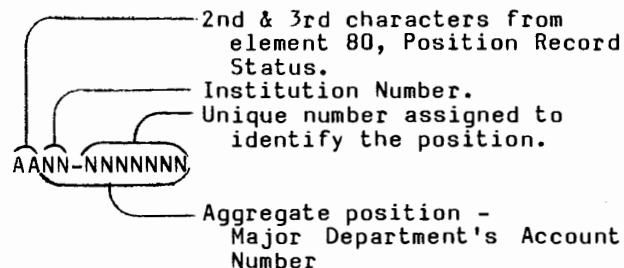 2nd & 3rd characters from
element 80, Position Record
Status.
Institution Number.
Unique number assigned to
identify the position.
AANN-NNNNNNN
Aggregate position -
Major Department's Account
Number